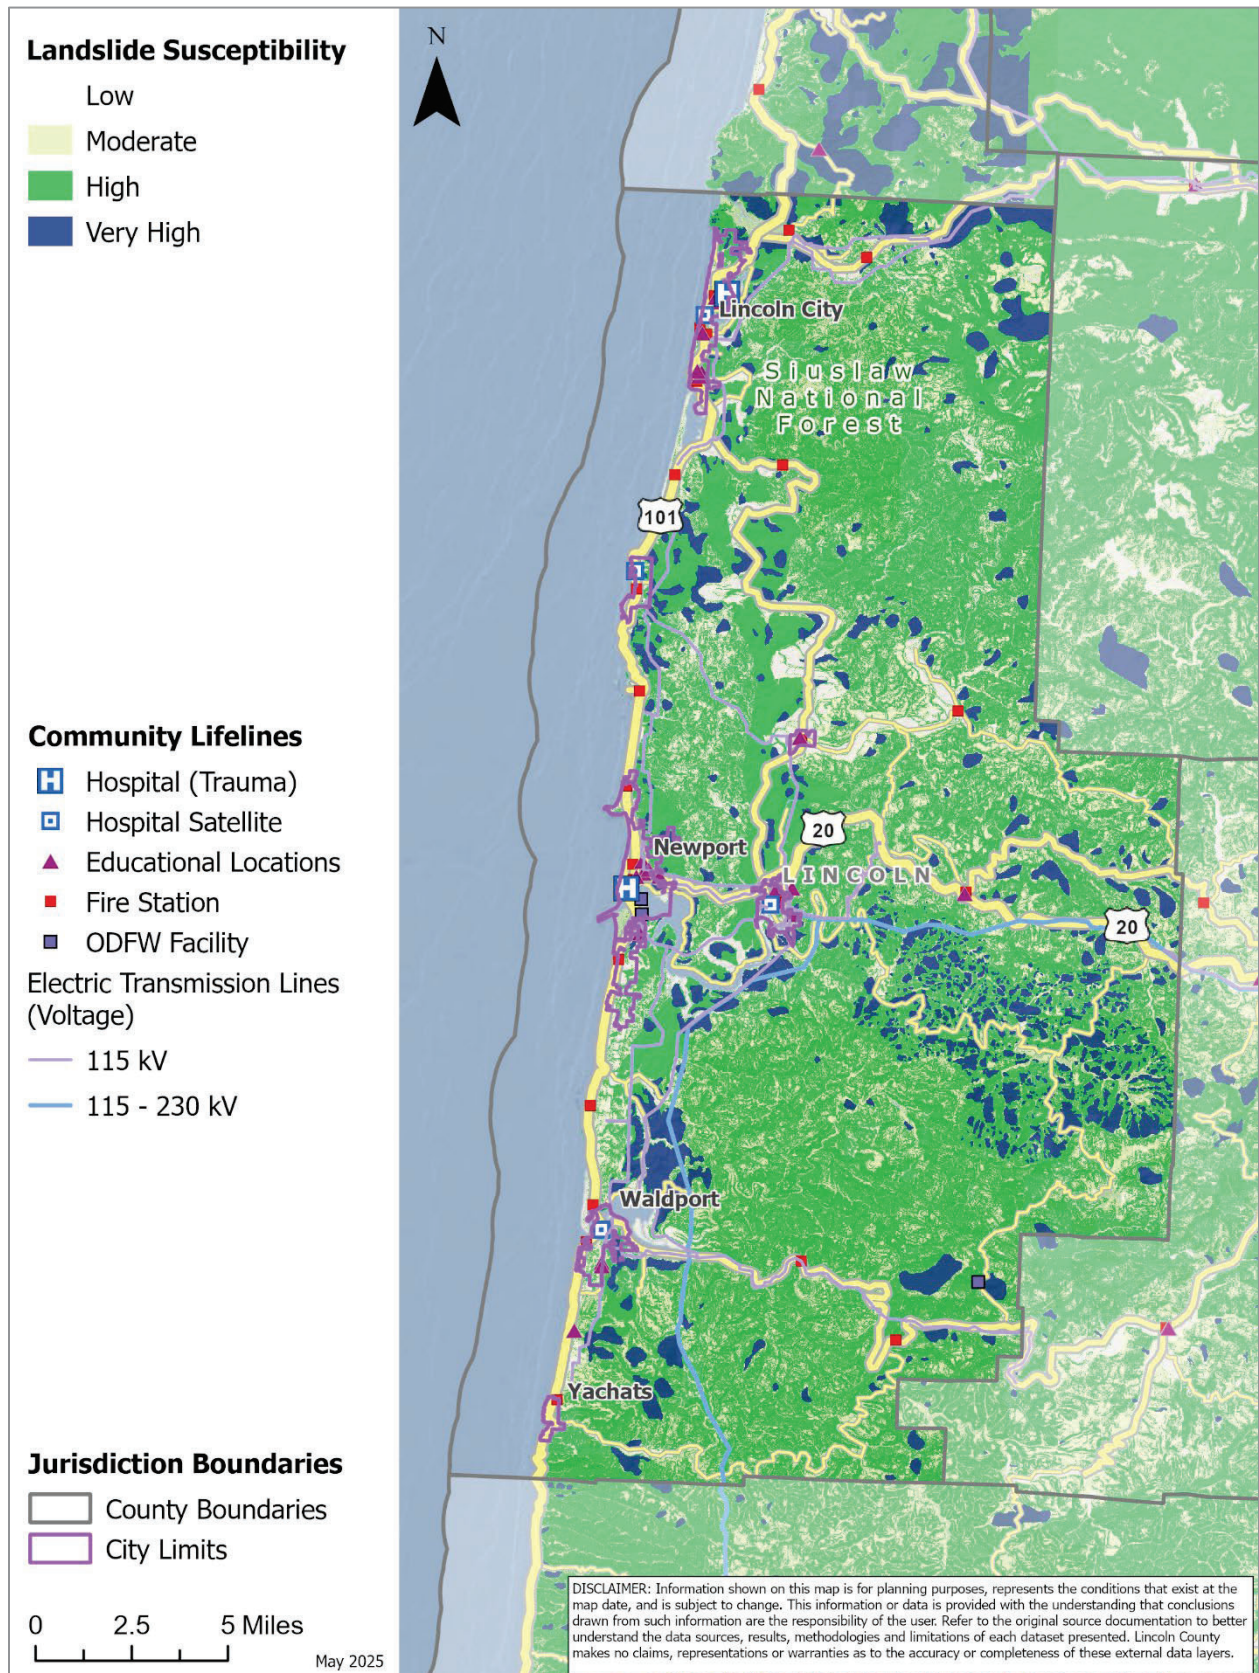 Landslide Susceptibility
Low
Moderate
High
Very High
Community Lifelines
Hospital (Trauma)
Hospital Satellite
Educational Locations
Fire Station
ODFW Facility
Electric Transmission Lines
(Voltage)
115 kV
115 - 230 kV
Jurisdiction Boundaries
County Boundaries
City Limits
0 2.5 5 Miles
May 2025
N
H
Lincoln City
Siuslaw
National
Forest
101
20
Newport
LINCOLN
H
20
Waldport
Yachats
DISCLAIMER: Information shown on this map is for planning purposes, represents the conditions that exist at the
map date, and is subject to change. This information or data is provided with the understanding that conclusions
drawn from such information are the responsibility of the user. Refer to the original source documentation to better
understand the data sources, results, methodologies and limitations of each dataset presented. Lincoln County
makes no claims, representations or warranties as to the accuracy or completeness of these external data layers.